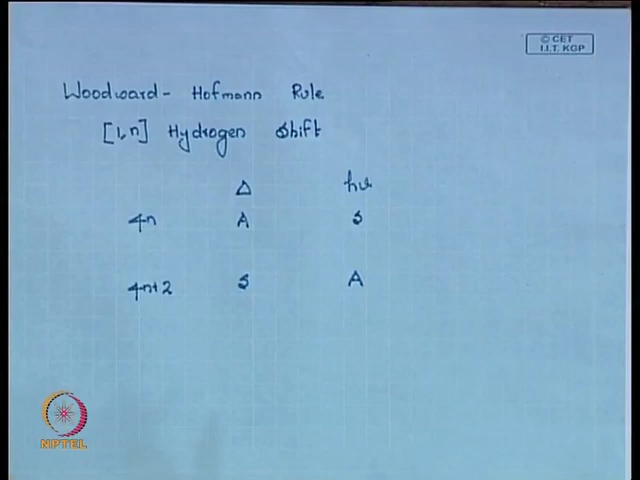 © CET
I.I.T. KGP
Woodward - Hofmann Rule
[1,n] Hydrogen Shift
Δ hν
4n A S
4n+2 S A
NPTEL